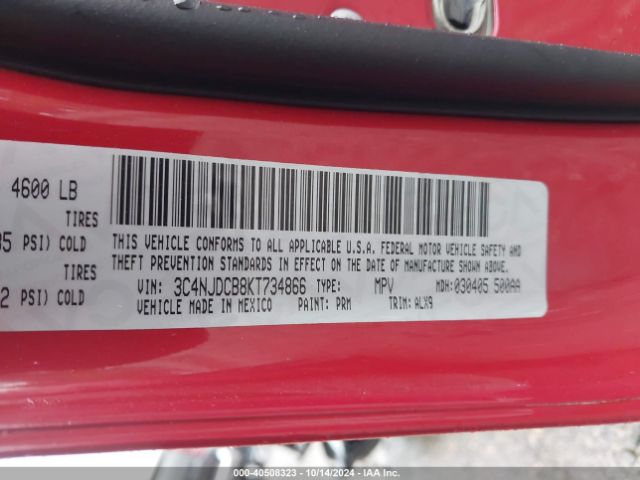 4600 LB
TIRES
PSI) COLD
TIRES
PSI) COLD
THIS VEHICLE CONFORMS TO ALL APPLICABLE U.S.A. FEDERAL MOTOR VEHICLE SAFETY AND
THEFT PREVENTION STANDARDS IN EFFECT ON THE DATE OF MANUFACTURE SHOWN ABOVE.
VIN: 3C4NJDCB8KT734866 TYPE: MPV MDH: 030405 500AA
VEHICLE MADE IN MEXICO PAINT: PRM TRIM: ALX9
000-40508323 - 10/14/2024 - IAA Inc.